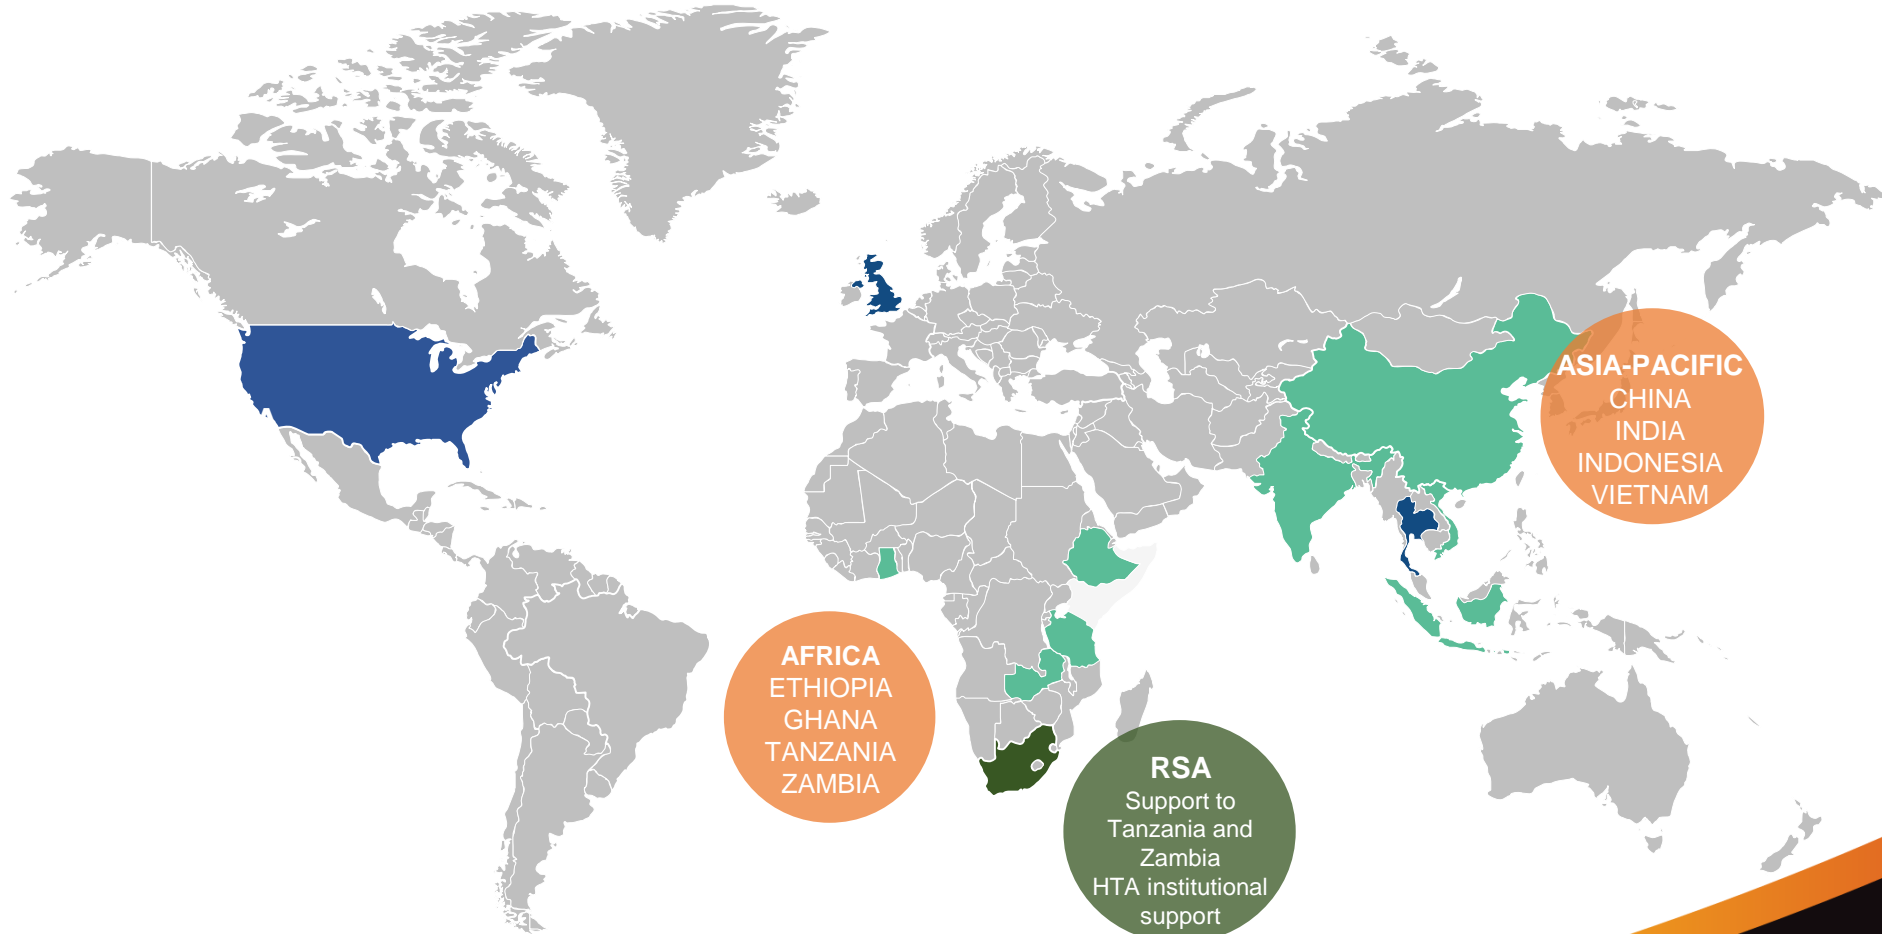 ASIA-PACIFIC
CHINA
INDIA
INDONESIA
VIETNAM
AFRICA
ETHIOPIA
GHANA
TANZANIA
ZAMBIA
RSA
Support to
Tanzania and
Zambia
HTA institutional
support